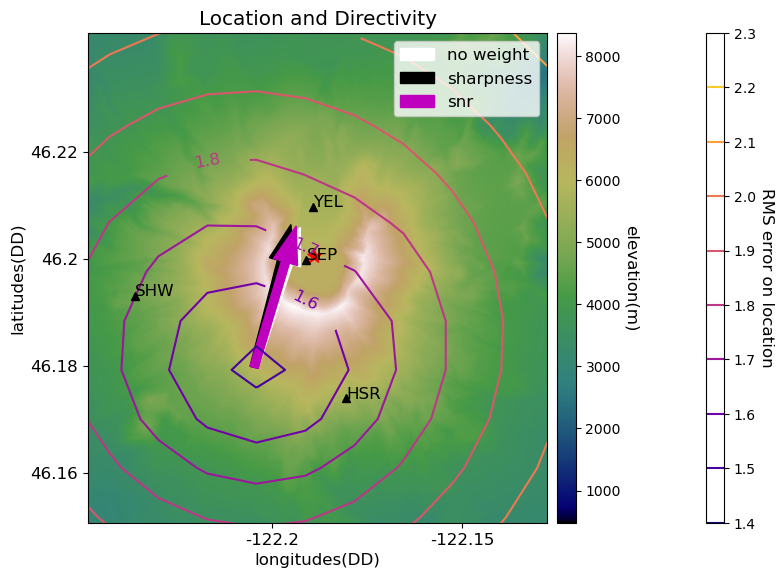 Location and Directivity
no weight
sharpness
snr
1.8
YEL
1.7
SEP
1.6
SHW
HSR
46.22
46.2
46.18
46.16
latitudes(DD)
-122.2
-122.15
longitudes(DD)
8000
7000
6000
5000
4000
3000
2000
1000
elevation(m)
2.3
2.2
2.1
2.0
1.9
1.8
1.7
1.6
1.5
1.4
RMS error on location